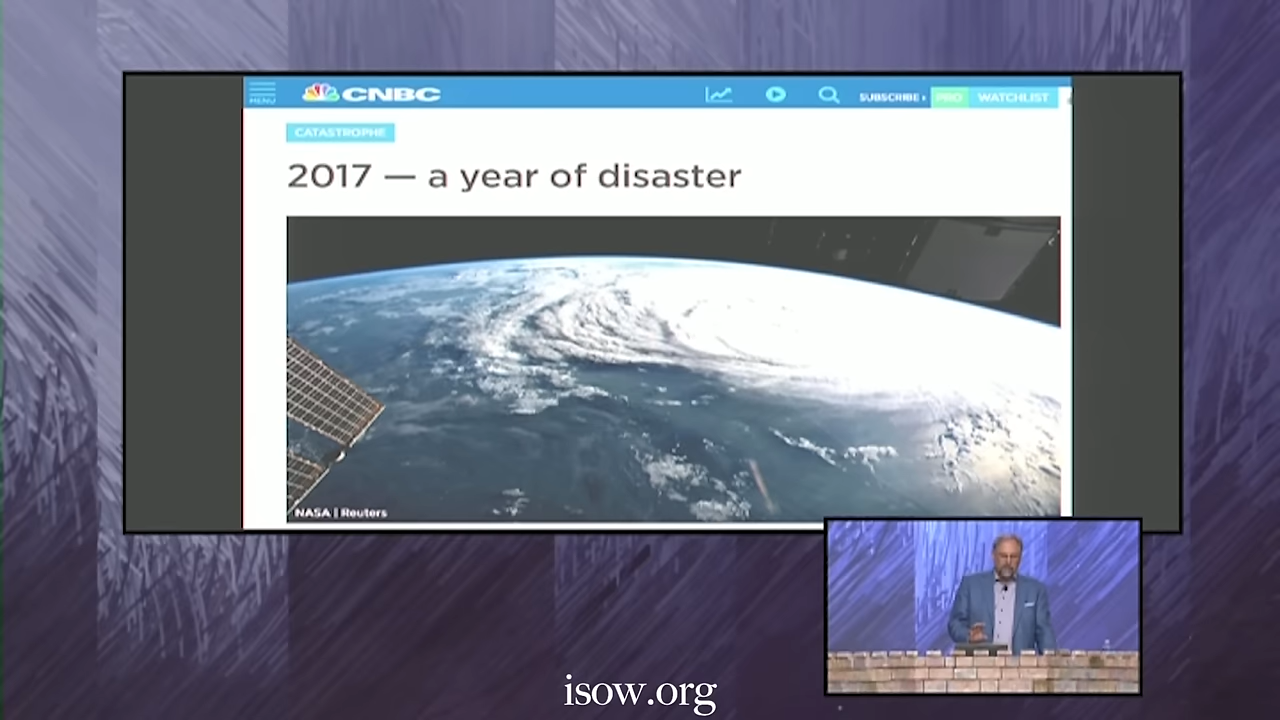 MENU
CNBC
SUBSCRIBE
PRO
WATCHLIST
CATASTROPHE
2017 — a year of disaster
NASA | Reuters
isow.org